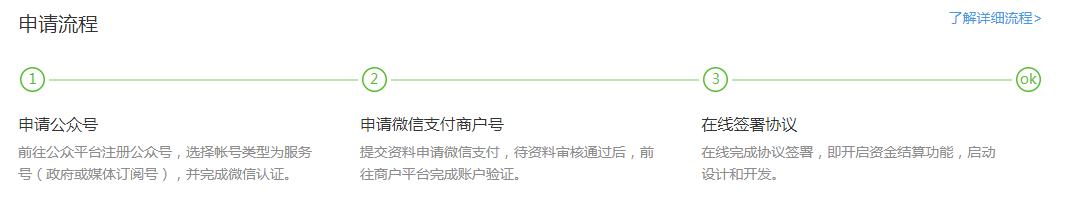 申请流程
了解详细流程>
1
2
3
ok
申请公众号
前往公众平台注册公众号，选择帐号类型为服务
号（政府或媒体订阅号），并完成微信认证。
申请微信支付商户号
提交资料申请微信支付，待资料审核通过后，前
往商户平台完成账户验证。
在线签署协议
在线完成协议签署，即开启资金结算功能，启动
设计和开发。